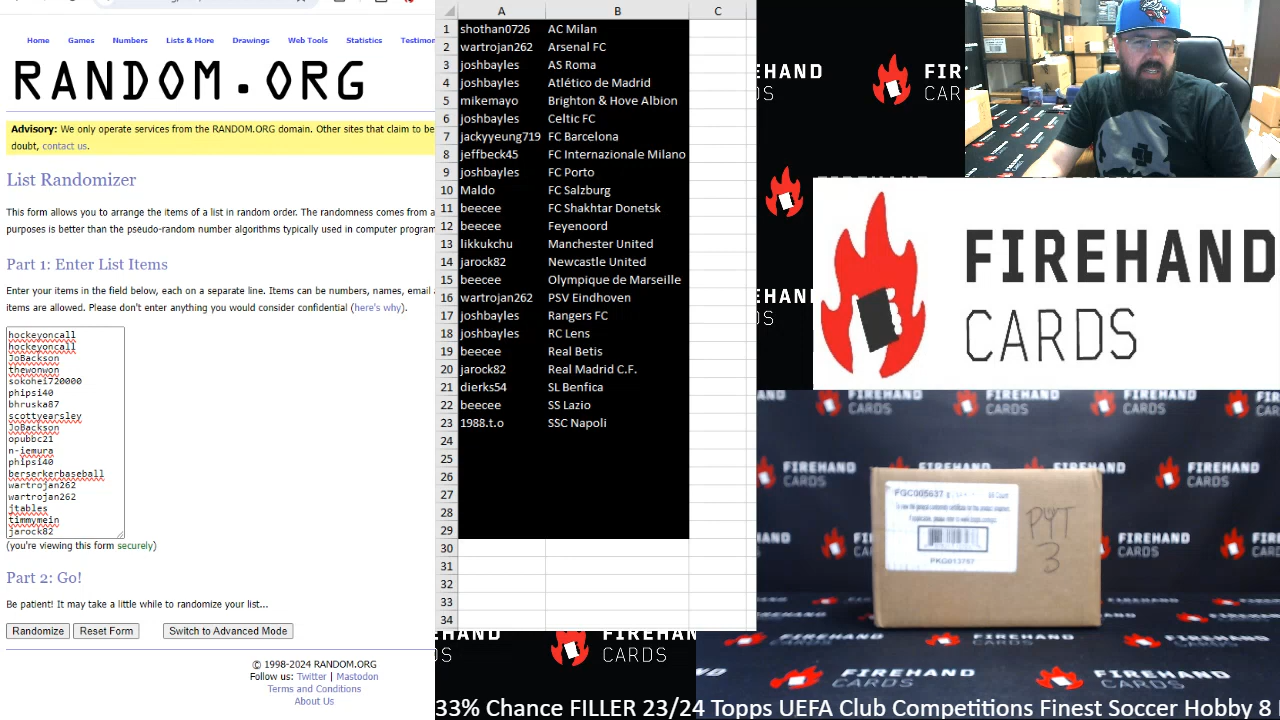 Home Games Numbers Lists & More Drawings Web Tools Statistics Testimon
RANDOM.ORG
Advisory: We only operate services from the RANDOM.ORG domain. Other sites that claim to be
doubt, contact us.
List Randomizer
This form allows you to arrange the items of a list in random order. The randomness comes from a
purposes is better than the pseudo-random number algorithms typically used in computer program
Part 1: Enter List Items
Enter your items in the field below, each on a separate line. Items can be numbers, names, email
items are allowed. Please don't enter anything you would consider confidential (here's why).
hockeyoncall
hockeyoncall
JoBackson
thewonwon
sokohei720000
phipsi40
bhruska87
scottyearsley
JoBackson
opubbc21
n-iemura
phipsi40
berserkerbaseball
wartrojan262
wartrojan262
jtables
timmymein
jarock82
(you're viewing this form securely)
Part 2: Go!
Be patient! It may take a little while to randomize your list...
Randomize Reset Form Switch to Advanced Mode
© 1998-2024 RANDOM.ORG
Follow us: Twitter | Mastodon
Terms and Conditions
About Us
A B C
1 shothan0726 AC Milan
2 wartrojan262 Arsenal FC
3 joshbayles AS Roma
4 joshbayles Atlético de Madrid
5 mikemayo Brighton & Hove Albion
6 joshbayles Celtic FC
7 jackyyeung719 FC Barcelona
8 jeffbeck45 FC Internazionale Milano
9 joshbayles FC Porto
10 Maldo FC Salzburg
11 beecee FC Shakhtar Donetsk
12 beecee Feyenoord
13 likkukchu Manchester United
14 jarock82 Newcastle United
15 beecee Olympique de Marseille
16 wartrojan262 PSV Eindhoven
17 joshbayles Rangers FC
18 joshbayles RC Lens
19 beecee Real Betis
20 jarock82 Real Madrid C.F.
21 dierks54 SL Benfica
22 beecee SS Lazio
23 1988.t.o SSC Napoli
24
25
26
27
28
29
30
31
32
33
34
EHAND
CARDS
FIR
CAR
FIREHAND
CARDS
FGC005637
PKG013757
PYT
3
FIREHAND
CARDS
33% Chance FILLER 23/24 Topps UEFA Club Competitions Finest Soccer Hobby 8